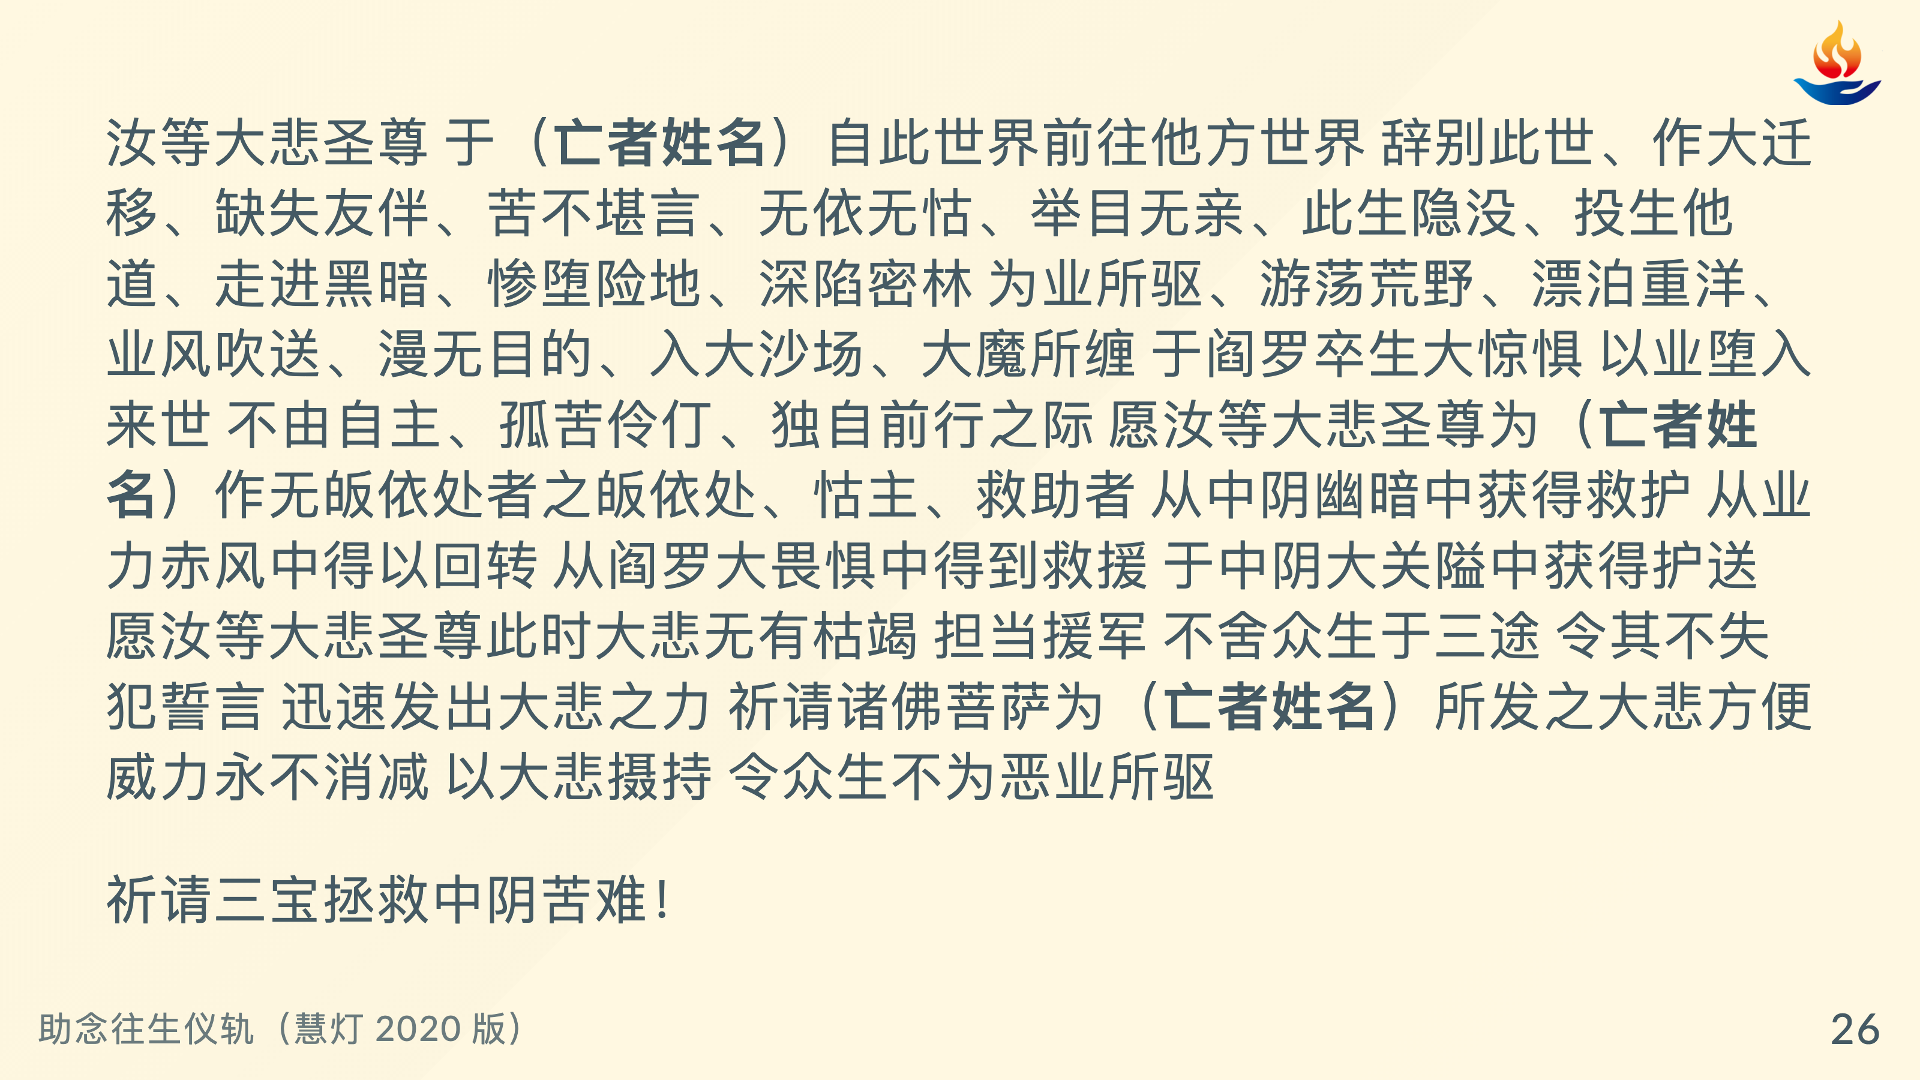 汝等大悲圣尊 于（亡者姓名）自此世界前往他方世界 辞别此世、作大迁
移、缺失友伴、苦不堪言、无依无怙、举目无亲、此生隐没、投生他
道、走进黑暗、惨堕险地、深陷密林 为业所驱、游荡荒野、漂泊重洋、
业风吹送、漫无目的、入大沙场、大魔所缠 于阎罗卒生大惊惧 以业堕入
来世 不由自主、孤苦伶仃、独自前行之际 愿汝等大悲圣尊为（亡者姓
名）作无皈依处者之皈依处、怙主、救助者 从中阴幽暗中获得救护 从业
力赤风中得以回转 从阎罗大畏惧中得到救援 于中阴大关隘中获得护送
愿汝等大悲圣尊此时大悲无有枯竭 担当援军 不舍众生于三途 令其不失
犯誓言 迅速发出大悲之力 祈请诸佛菩萨为（亡者姓名）所发之大悲方便
威力永不消减 以大悲摄持 令众生不为恶业所驱
祈请三宝拯救中阴苦难！
助念往生仪轨（慧灯 2020 版）
26